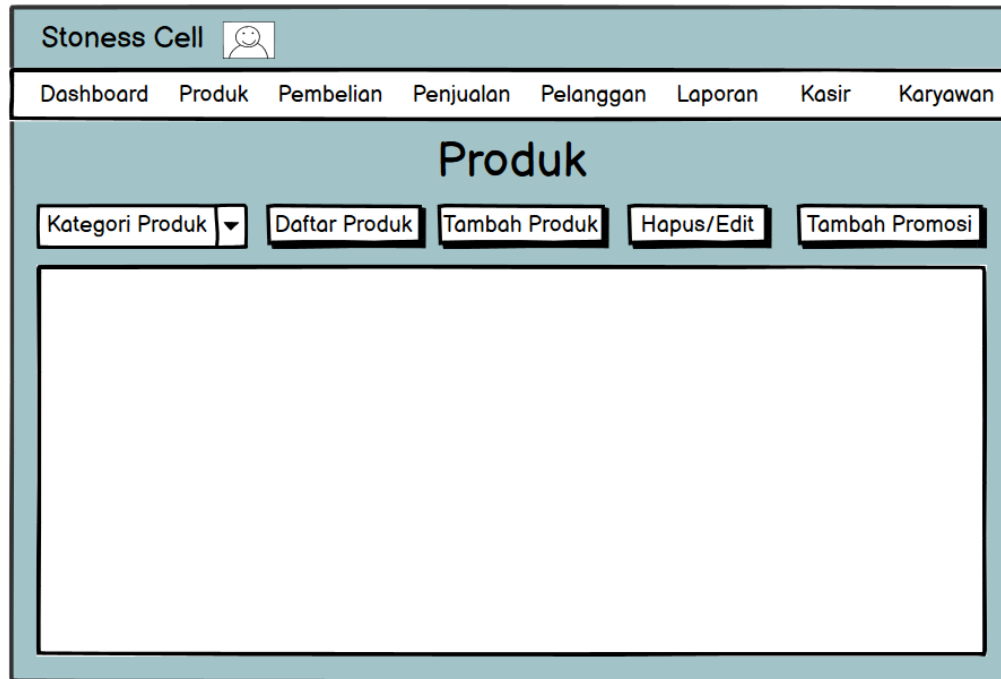 Stoness Cell
Dashboard Produk Pembelian Penjualan Pelanggan Laporan Kasir Karyawan
Produk
Kategori Produk Daftar Produk Tambah Produk Hapus/Edit Tambah Promosi